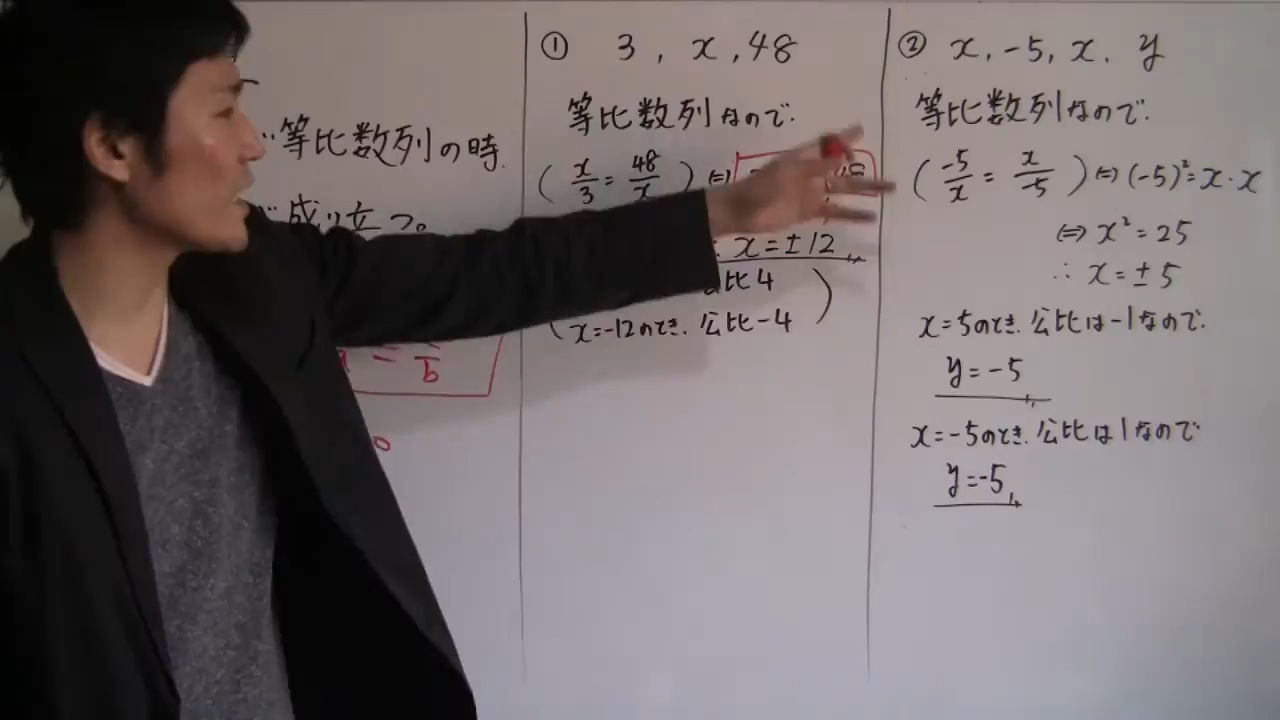 等比数列の時.
成り立つ。
b
① 3 , x , 48
等比数列なので.
( x/3 = 48/x ) ⇔
x = ±12
比 4
( x=-12のとき. 公比 -4 )
② x, -5, x, y
等比数列なので.
( -5/x = x/-5 ) ⇔ (-5)²= x・x
⇔ x² = 25
∴ x = ± 5
x=5のとき. 公比は-1なので.
y = -5
x=-5のとき. 公比は1なので
y=-5